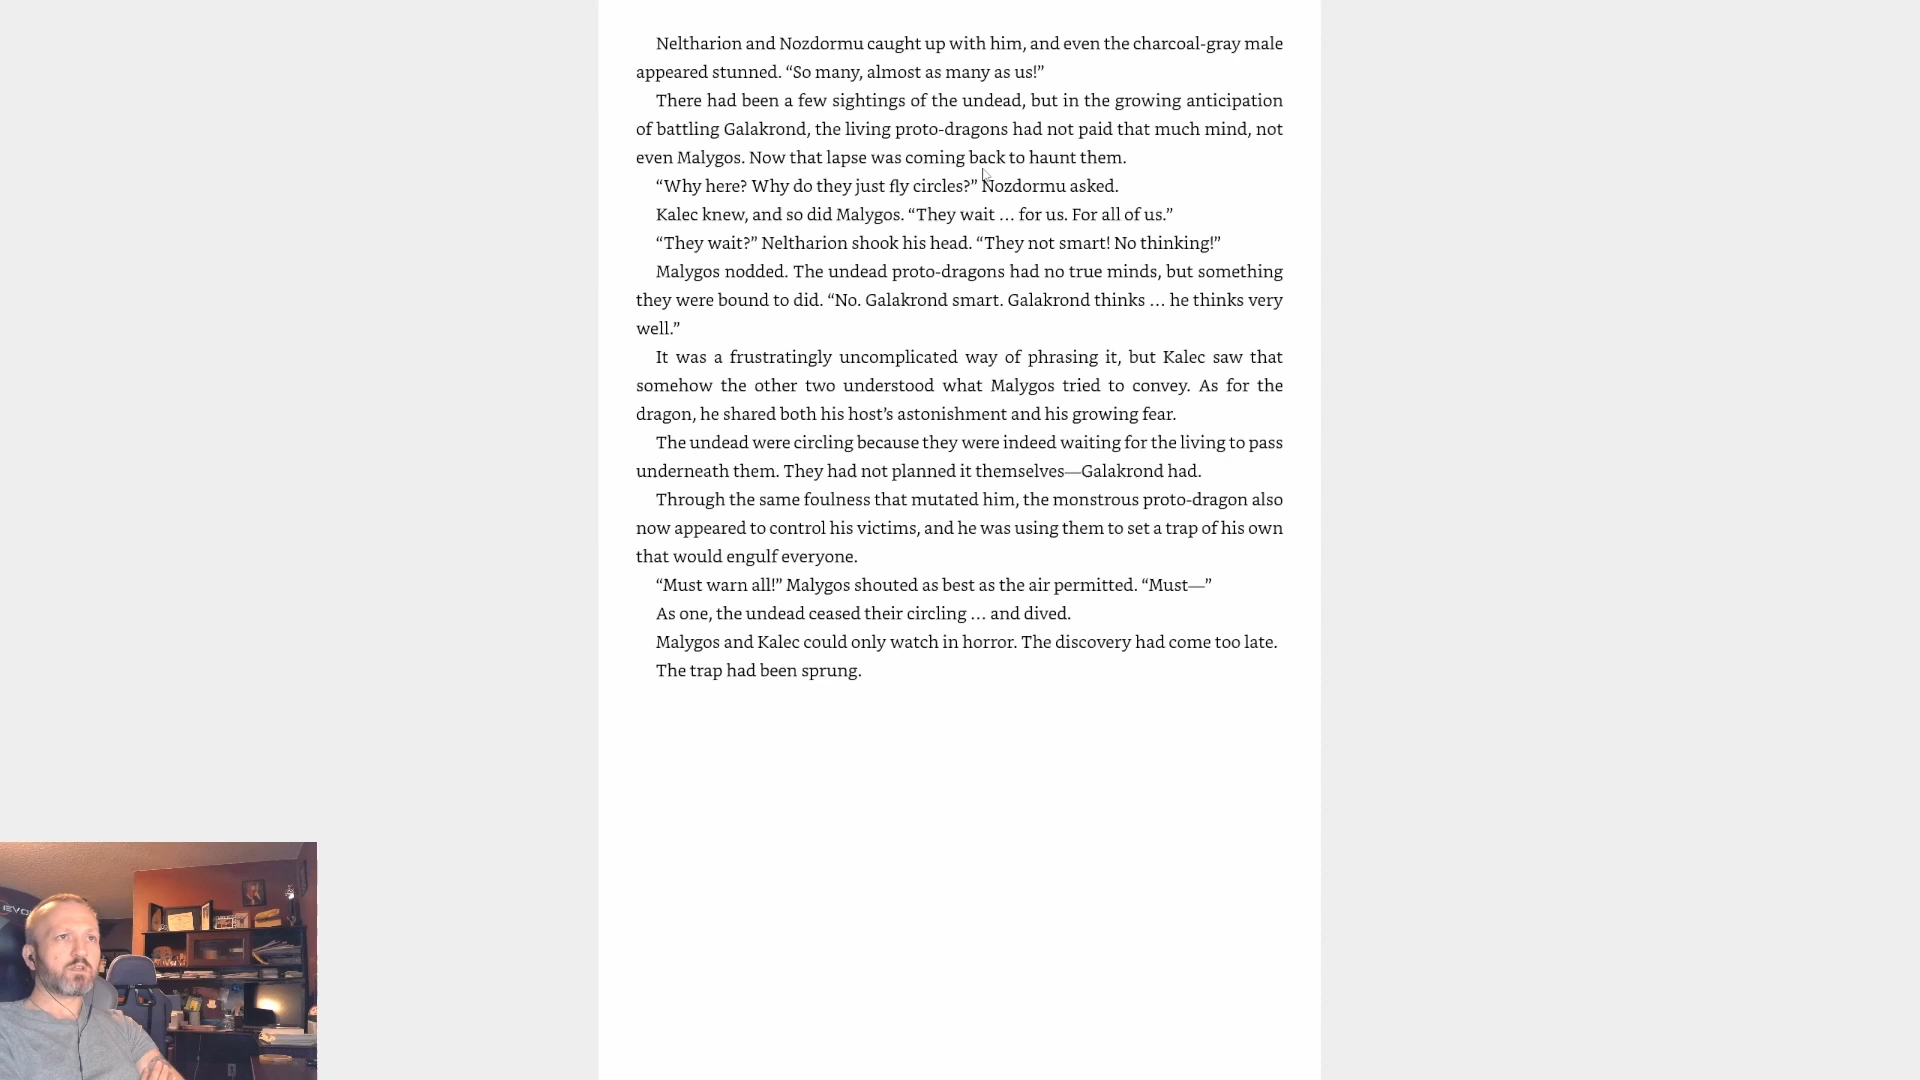 Neltharion and Nozdormu caught up with him, and even the charcoal-gray male
appeared stunned. “So many, almost as many as us!”
There had been a few sightings of the undead, but in the growing anticipation
of battling Galakrond, the living proto-dragons had not paid that much mind, not
even Malygos. Now that lapse was coming back to haunt them.
“Why here? Why do they just fly circles?” Nozdormu asked.
Kalec knew, and so did Malygos. “They wait … for us. For all of us.”
“They wait?” Neltharion shook his head. “They not smart! No thinking!”
Malygos nodded. The undead proto-dragons had no true minds, but something
they were bound to did. “No. Galakrond smart. Galakrond thinks … he thinks very
well.”
It was a frustratingly uncomplicated way of phrasing it, but Kalec saw that
somehow the other two understood what Malygos tried to convey. As for the
dragon, he shared both his host’s astonishment and his growing fear.
The undead were circling because they were indeed waiting for the living to pass
underneath them. They had not planned it themselves—Galakrond had.
Through the same foulness that mutated him, the monstrous proto-dragon also
now appeared to control his victims, and he was using them to set a trap of his own
that would engulf everyone.
“Must warn all!” Malygos shouted as best as the air permitted. “Must—”
As one, the undead ceased their circling … and dived.
Malygos and Kalec could only watch in horror. The discovery had come too late.
The trap had been sprung.